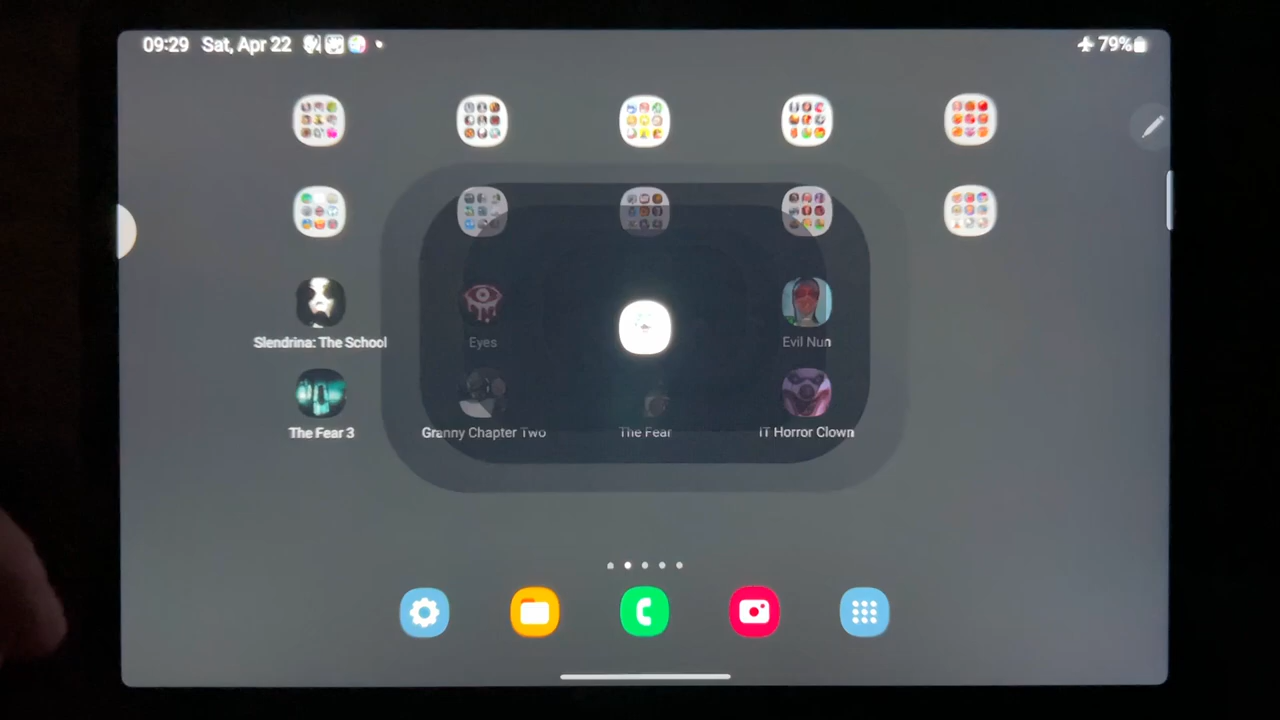 09:29 Sat, Apr 22
79%
Slendrina: The School
Eyes
Evil Nun
The Fear 3
Granny Chapter Two
The Fear
IT Horror Clown